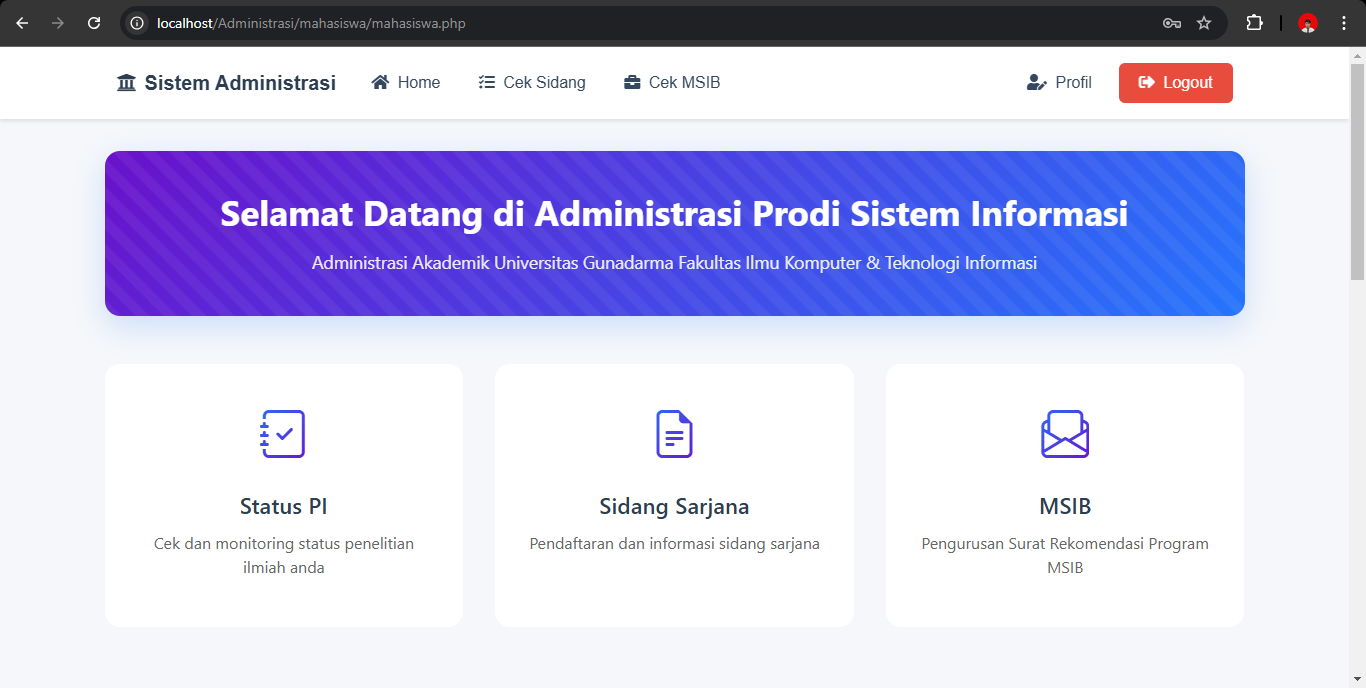 localhost/Administrasi/mahasiswa/mahasiswa.php
Sistem Administrasi Home Cek Sidang Cek MSIB Profil Logout
Selamat Datang di Administrasi Prodi Sistem Informasi
Administrasi Akademik Universitas Gunadarma Fakultas Ilmu Komputer & Teknologi Informasi
Status PI
Cek dan monitoring status penelitian
ilmiah anda
Sidang Sarjana
Pendaftaran dan informasi sidang sarjana
MSIB
Pengurusan Surat Rekomendasi Program
MSIB